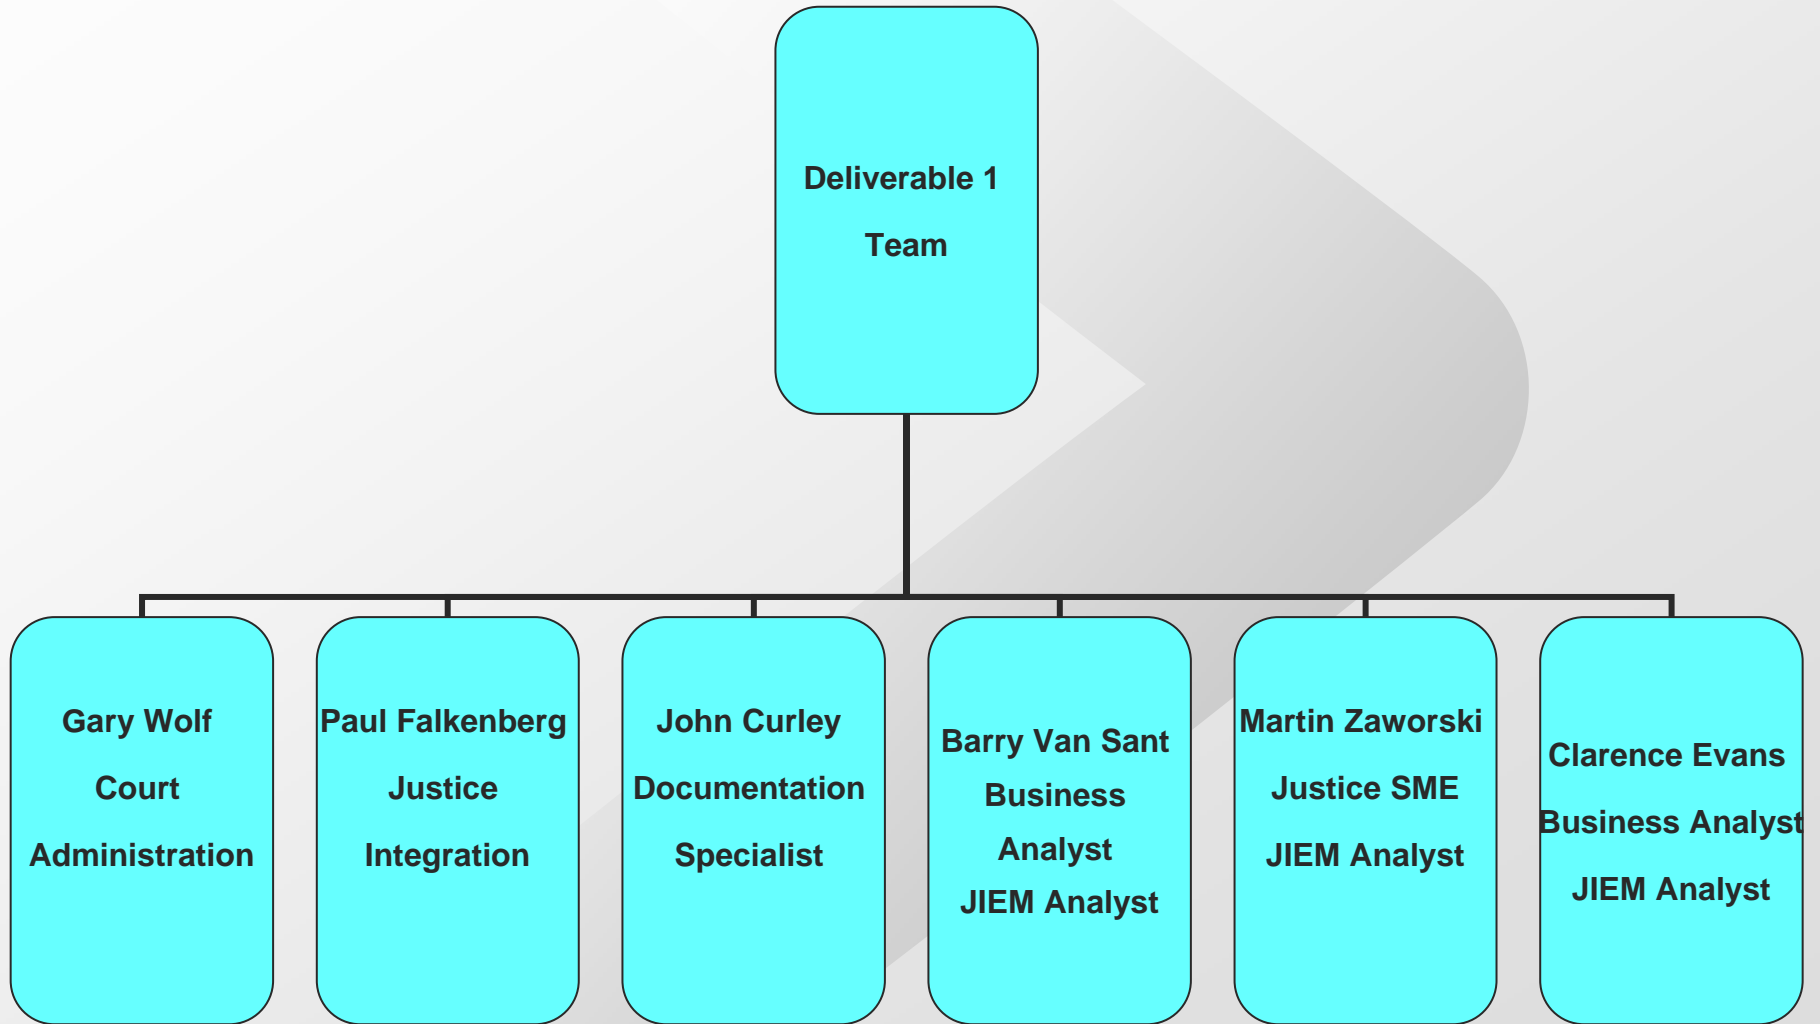 Deliverable 1
Team
Gary Wolf
Court
Administration
Paul Falkenberg
Justice
Integration
John Curley
Documentation
Specialist
Barry Van Sant
Business
Analyst
JIEM Analyst
Martin Zaworski
Justice SME
JIEM Analyst
Clarence Evans
Business Analyst
JIEM Analyst